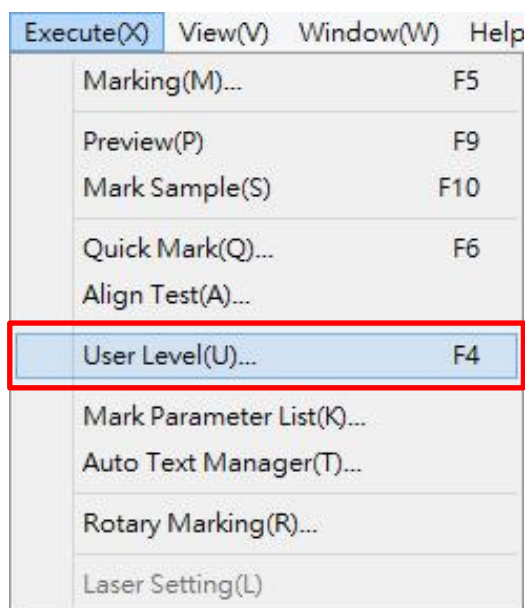 Execute(X) View(V) Window(W) Help
Marking(M)... F5
Preview(P) F9
Mark Sample(S) F10
Quick Mark(Q)... F6
Align Test(A)...
User Level(U)... F4
Mark Parameter List(K)...
Auto Text Manager(T)...
Rotary Marking(R)...
Laser Setting(L)